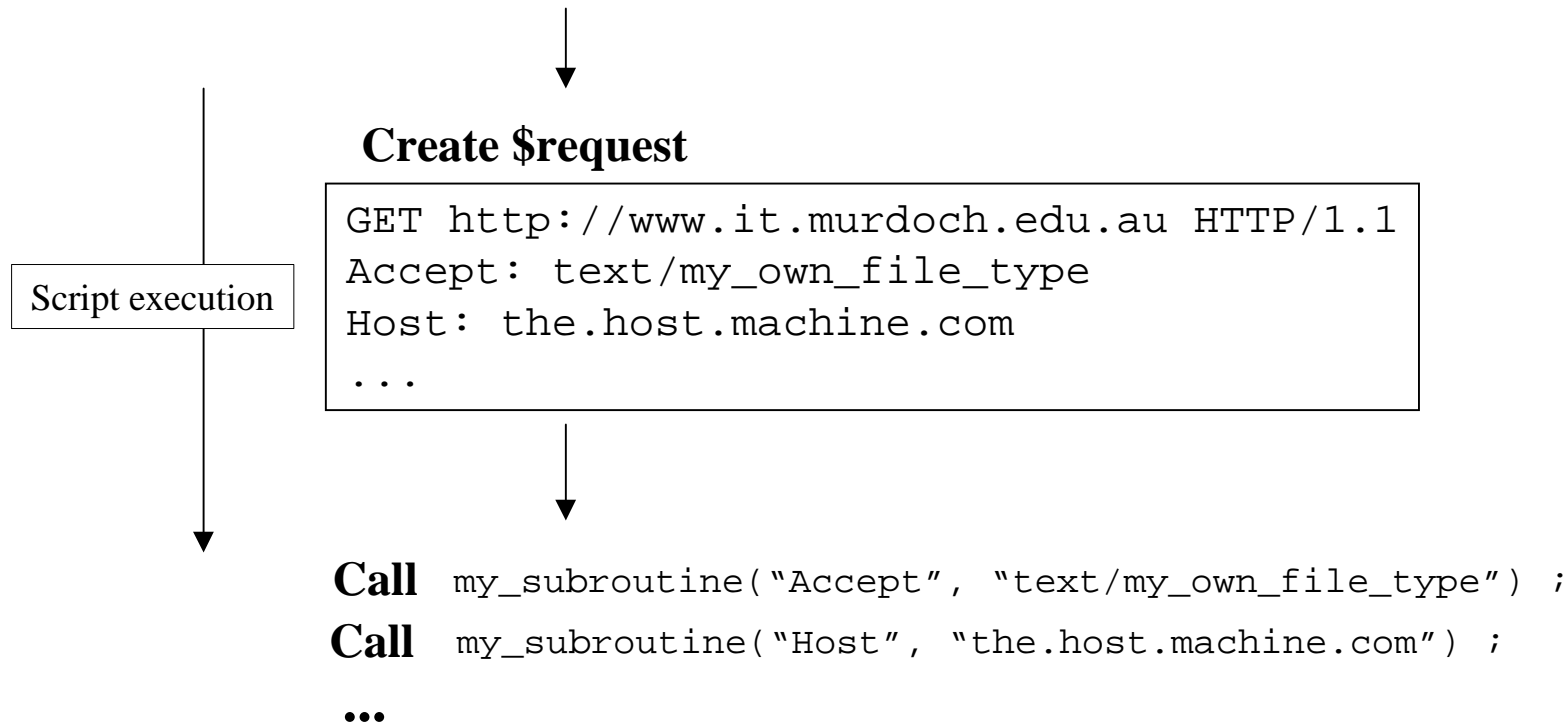 Create $request
GET http://www.it.murdoch.edu.au HTTP/1.1
Accept: text/my_own_file_type
Host: the.host.machine.com
...
Script execution
Call my_subroutine(“Accept”, “text/my_own_file_type”) ;
Call my_subroutine(“Host”, “the.host.machine.com”) ;
...